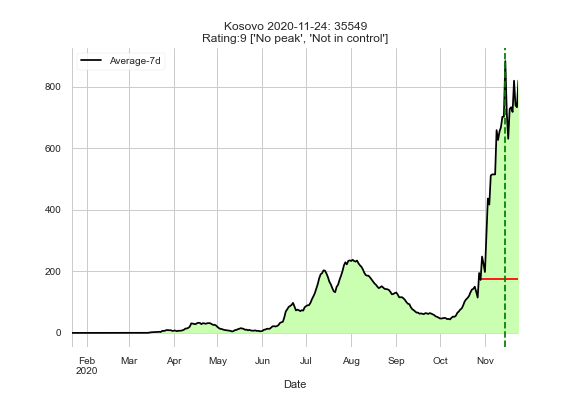 Kosovo 2020-11-24: 35549
Rating:9 ['No peak', 'Not in control']
Average-7d
800
600
400
200
0
Feb Mar Apr May Jun Jul Aug Sep Oct Nov
2020
Date